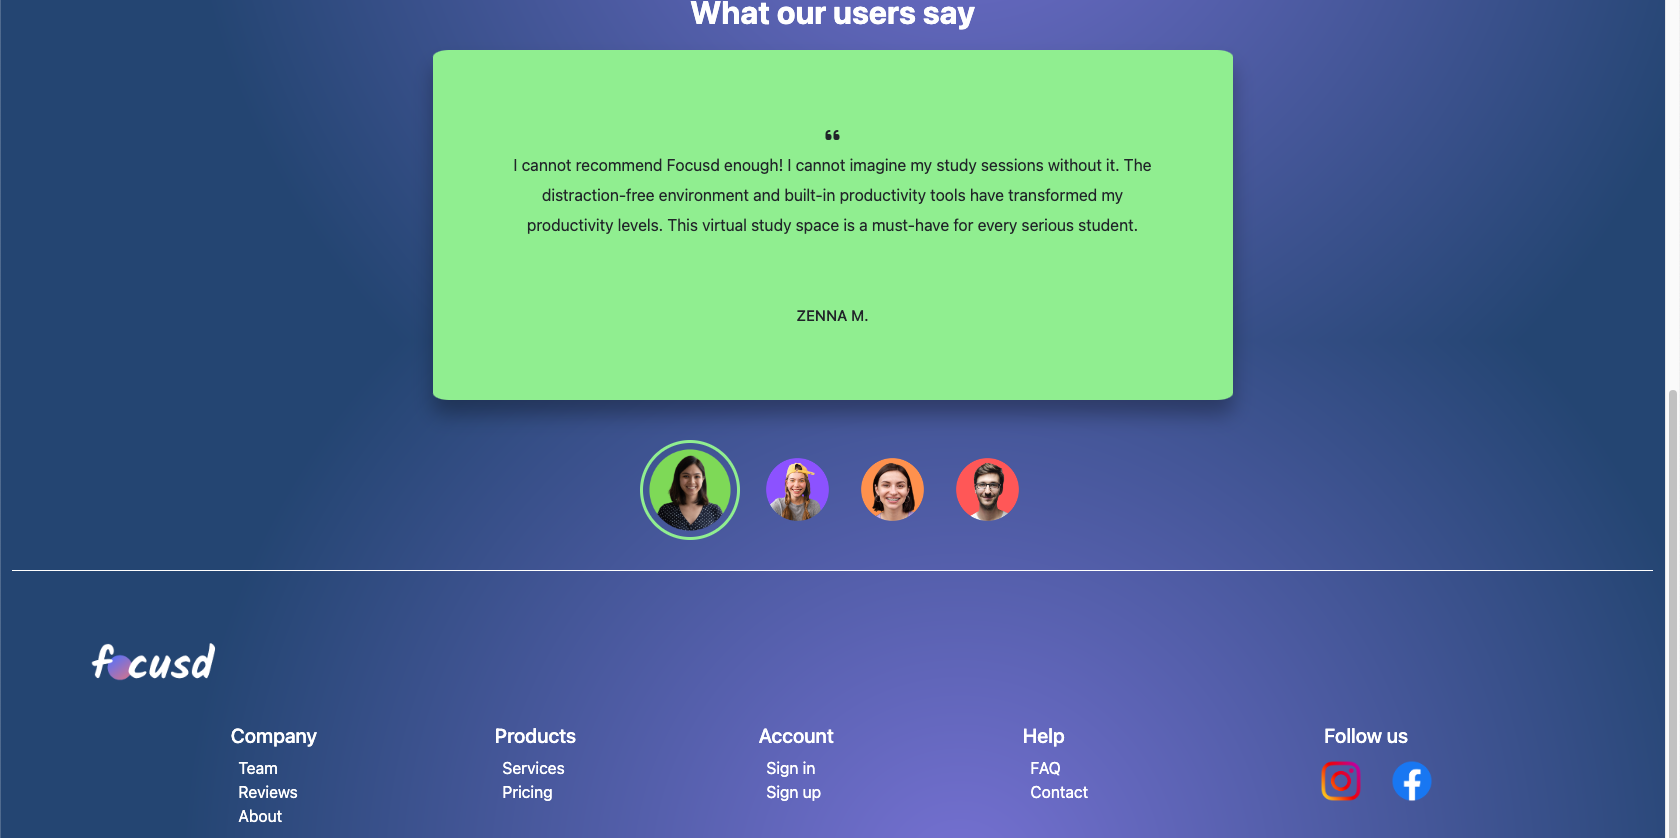 What our users say
“
I cannot recommend Focusd enough! I cannot imagine my study sessions without it. The
distraction-free environment and built-in productivity tools have transformed my
productivity levels. This virtual study space is a must-have for every serious student.
ZENNA M.
focusd
Company
Team
Reviews
About
Products
Services
Pricing
Account
Sign in
Sign up
Help
FAQ
Contact
Follow us